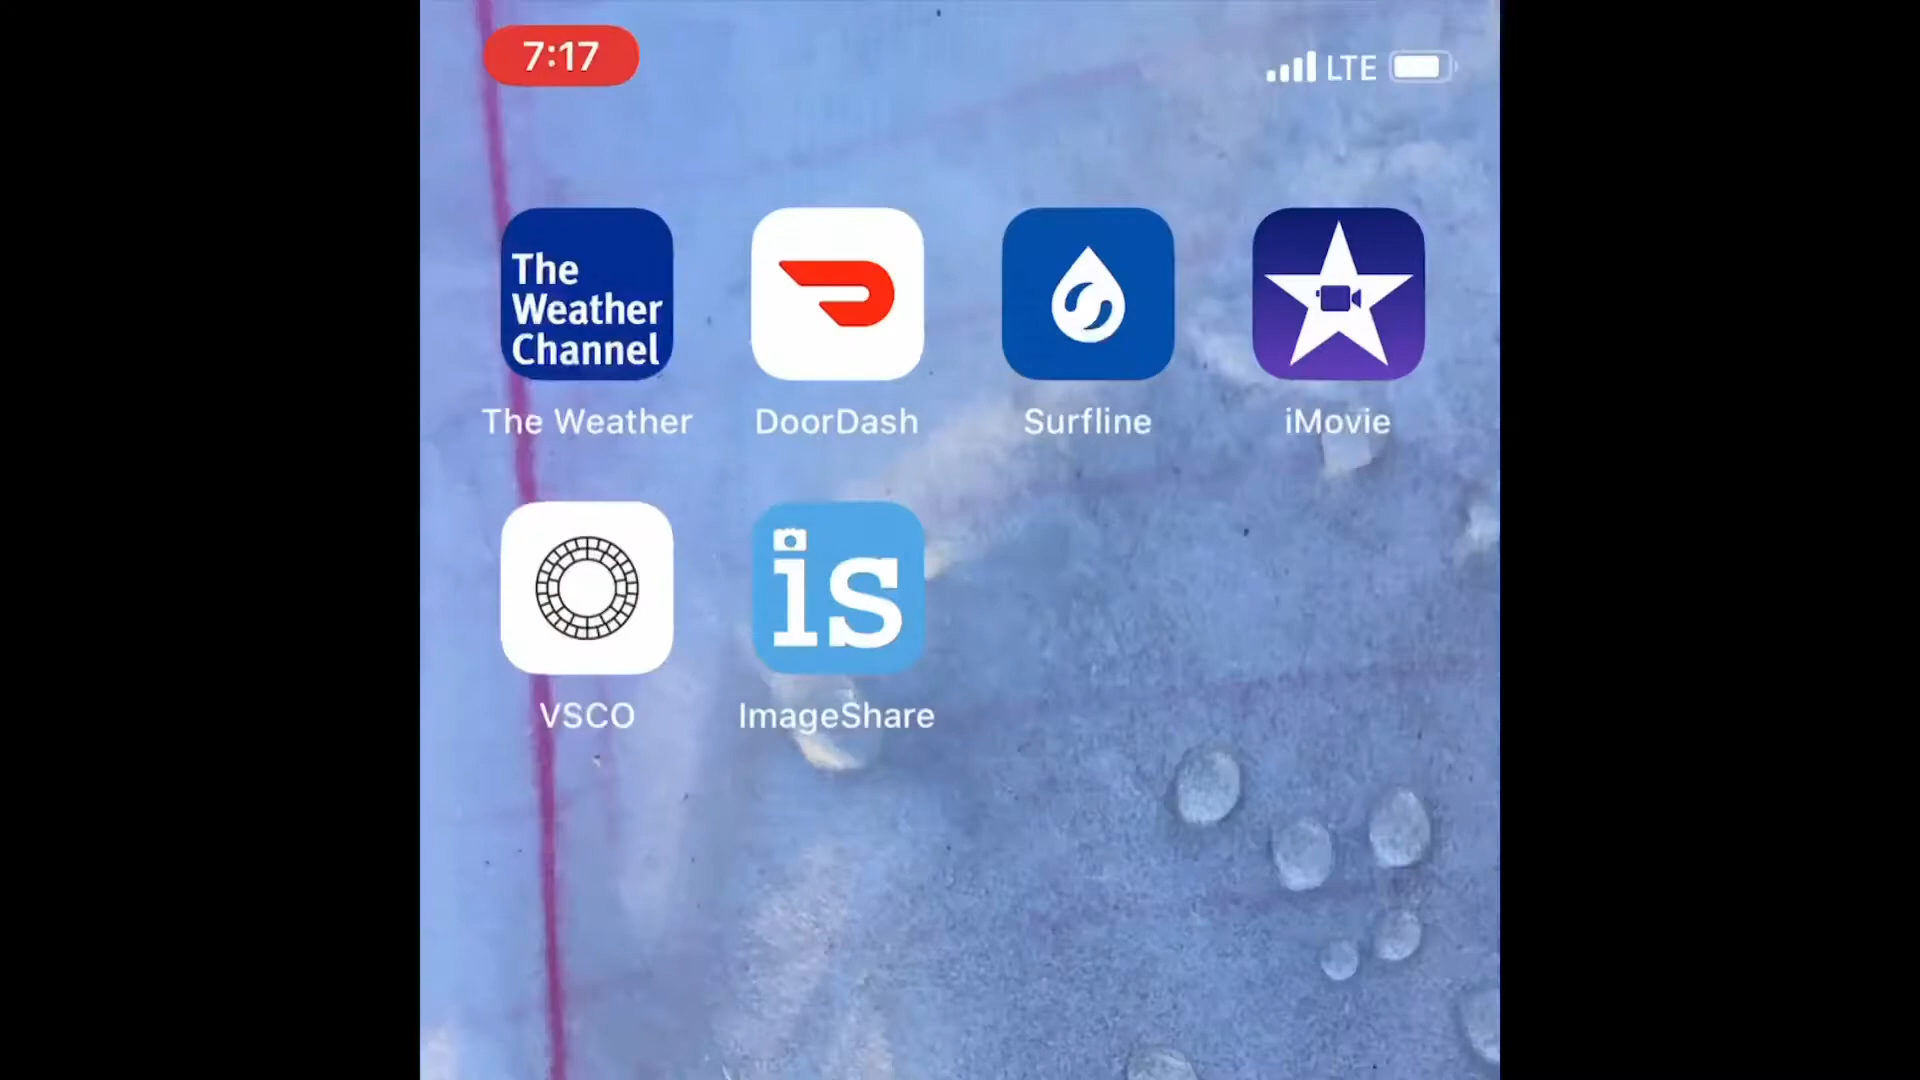 7:17
LTE
The
Weather
Channel
The Weather
DoorDash
Surfline
iMovie
is
VSCO
ImageShare